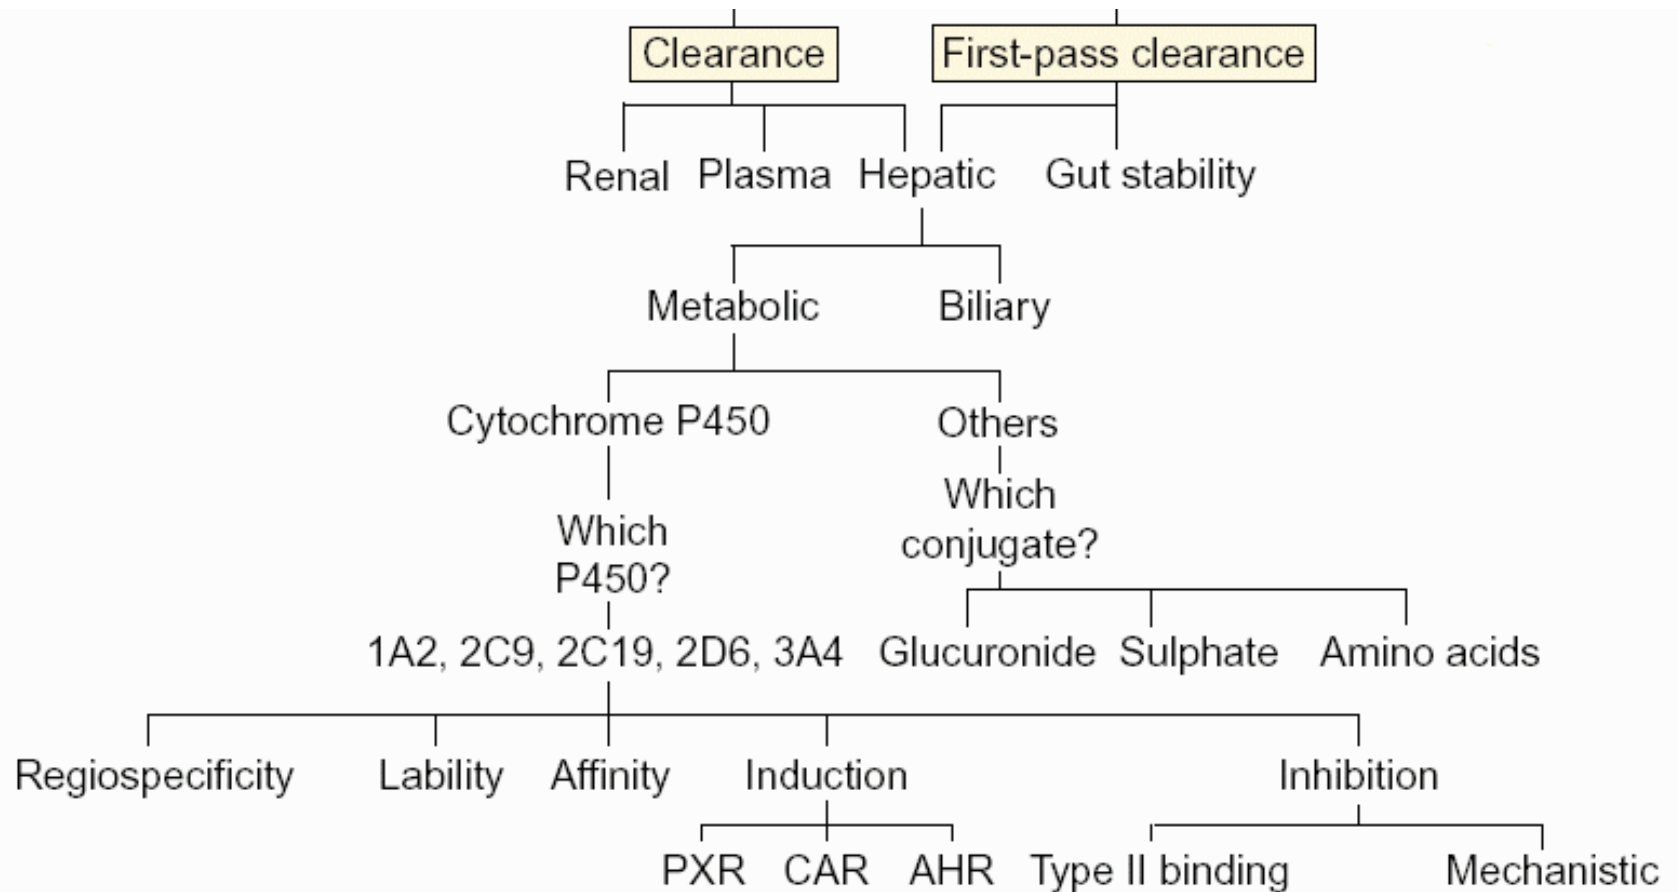 Clearance
First-pass clearance
Renal
Plasma
Hepatic
Gut stability
Metabolic
Biliary
Cytochrome P450
Others
Which
conjugate?
Which
P450?
1A2, 2C9, 2C19, 2D6, 3A4
Glucuronide
Sulphate
Amino acids
Regiospecificity
Lability
Affinity
Induction
Inhibition
PXR
CAR
AHR
Type II binding
Mechanistic